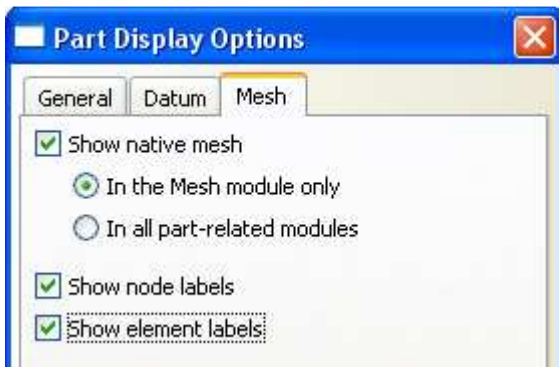 Part Display Options
General Datum Mesh
Show native mesh
In the Mesh module only
In all part-related modules
Show node labels
Show element labels